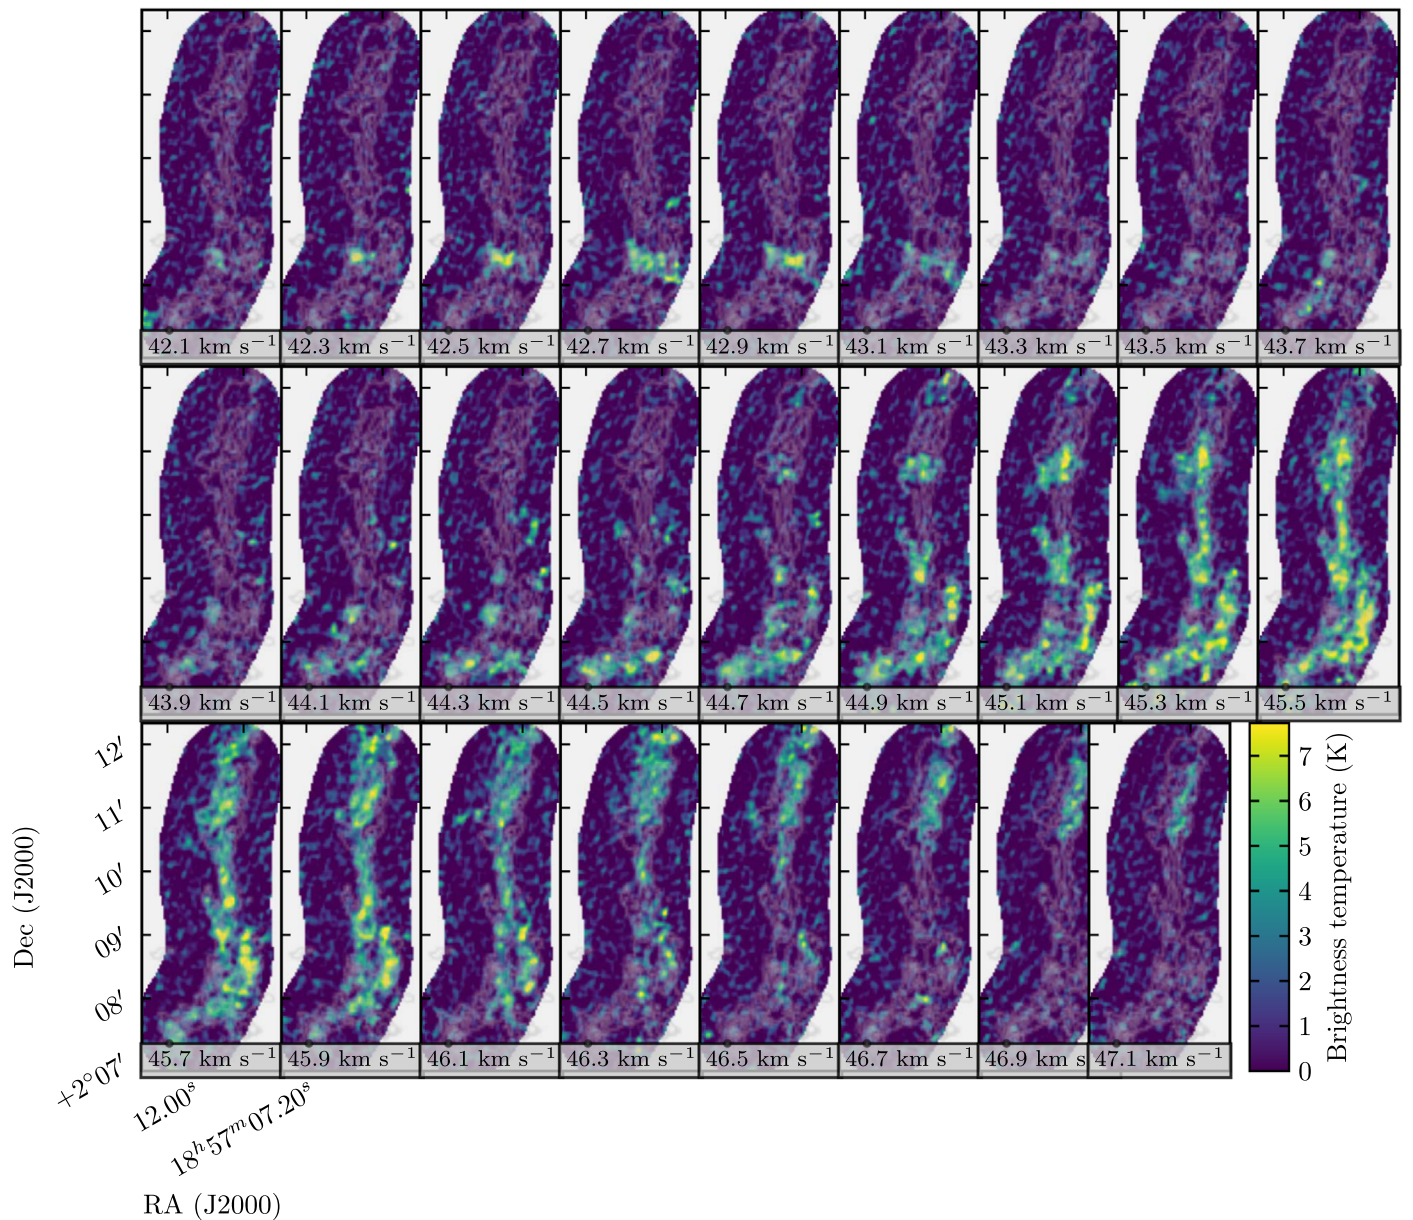 42.1 km s⁻¹ 42.3 km s⁻¹ 42.5 km s⁻¹ 42.7 km s⁻¹ 42.9 km s⁻¹ 43.1 km s⁻¹ 43.3 km s⁻¹ 43.5 km s⁻¹ 43.7 km s⁻¹
43.9 km s⁻¹ 44.1 km s⁻¹ 44.3 km s⁻¹ 44.5 km s⁻¹ 44.7 km s⁻¹ 44.9 km s⁻¹ 45.1 km s⁻¹ 45.3 km s⁻¹ 45.5 km s⁻¹
12′
11′
10′
09′
08′
+2°07′
Dec (J2000)
45.7 km s⁻¹ 45.9 km s⁻¹ 46.1 km s⁻¹ 46.3 km s⁻¹ 46.5 km s⁻¹ 46.7 km s⁻¹ 46.9 km s 47.1 km s⁻¹
7
6
5
4
3
2
1
0
Brightness temperature (K)
12.00ˢ
18ʰ57ᵐ07.20ˢ
RA (J2000)